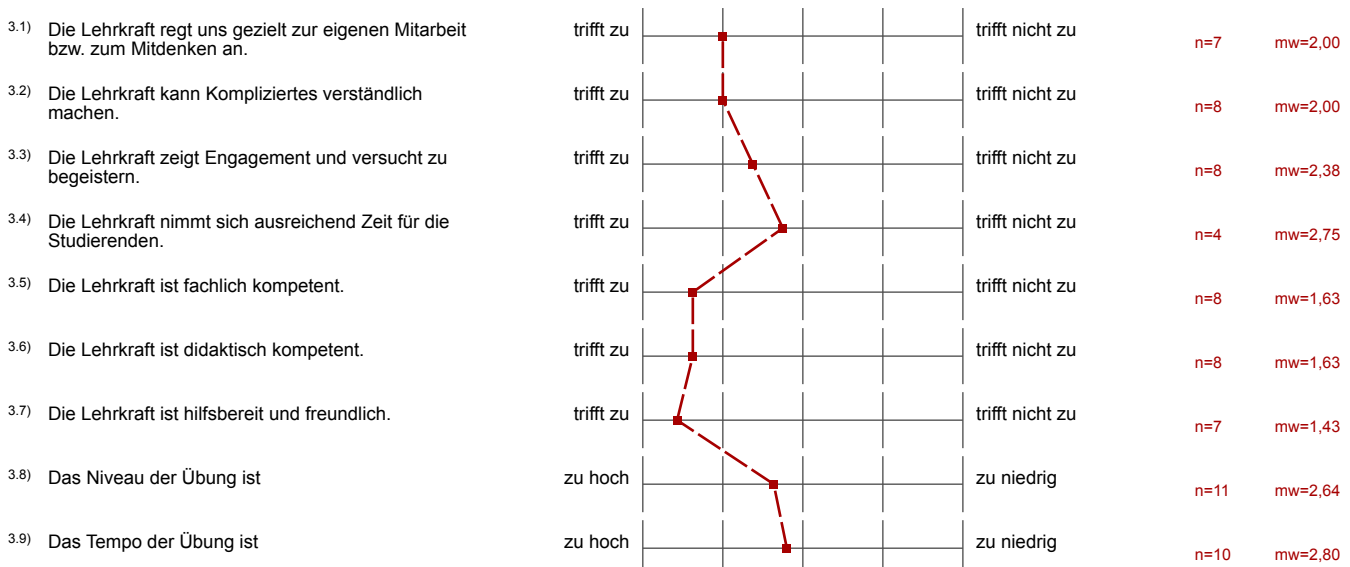 3.1) Die Lehrkraft regt uns gezielt zur eigenen Mitarbeit bzw. zum Mitdenken an. trifft zu trifft nicht zu n=7 mw=2,00
3.2) Die Lehrkraft kann Kompliziertes verständlich machen. trifft zu trifft nicht zu n=8 mw=2,00
3.3) Die Lehrkraft zeigt Engagement und versucht zu begeistern. trifft zu trifft nicht zu n=8 mw=2,38
3.4) Die Lehrkraft nimmt sich ausreichend Zeit für die Studierenden. trifft zu trifft nicht zu n=4 mw=2,75
3.5) Die Lehrkraft ist fachlich kompetent. trifft zu trifft nicht zu n=8 mw=1,63
3.6) Die Lehrkraft ist didaktisch kompetent. trifft zu trifft nicht zu n=8 mw=1,63
3.7) Die Lehrkraft ist hilfsbereit und freundlich. trifft zu trifft nicht zu n=7 mw=1,43
3.8) Das Niveau der Übung ist zu hoch zu niedrig n=11 mw=2,64
3.9) Das Tempo der Übung ist zu hoch zu niedrig n=10 mw=2,80